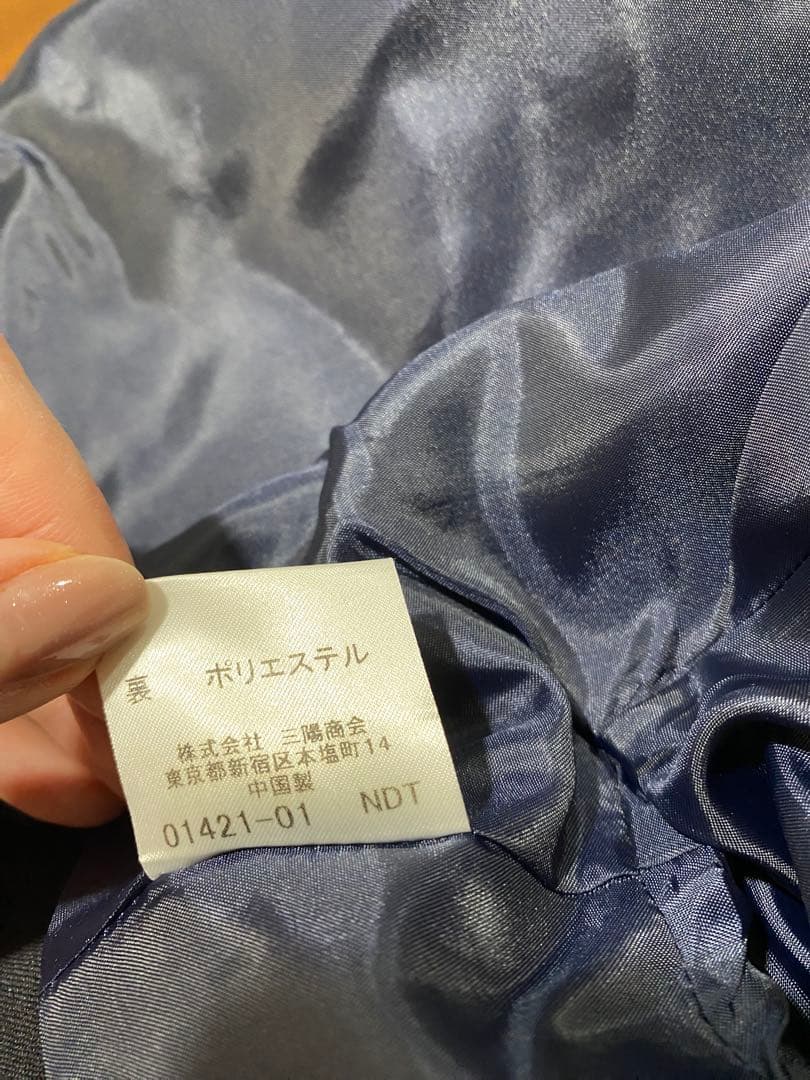 裏 ポリエステル
株式会社 三陽商会
東京都新宿区本塩町14
中国製
01421-01 NDT